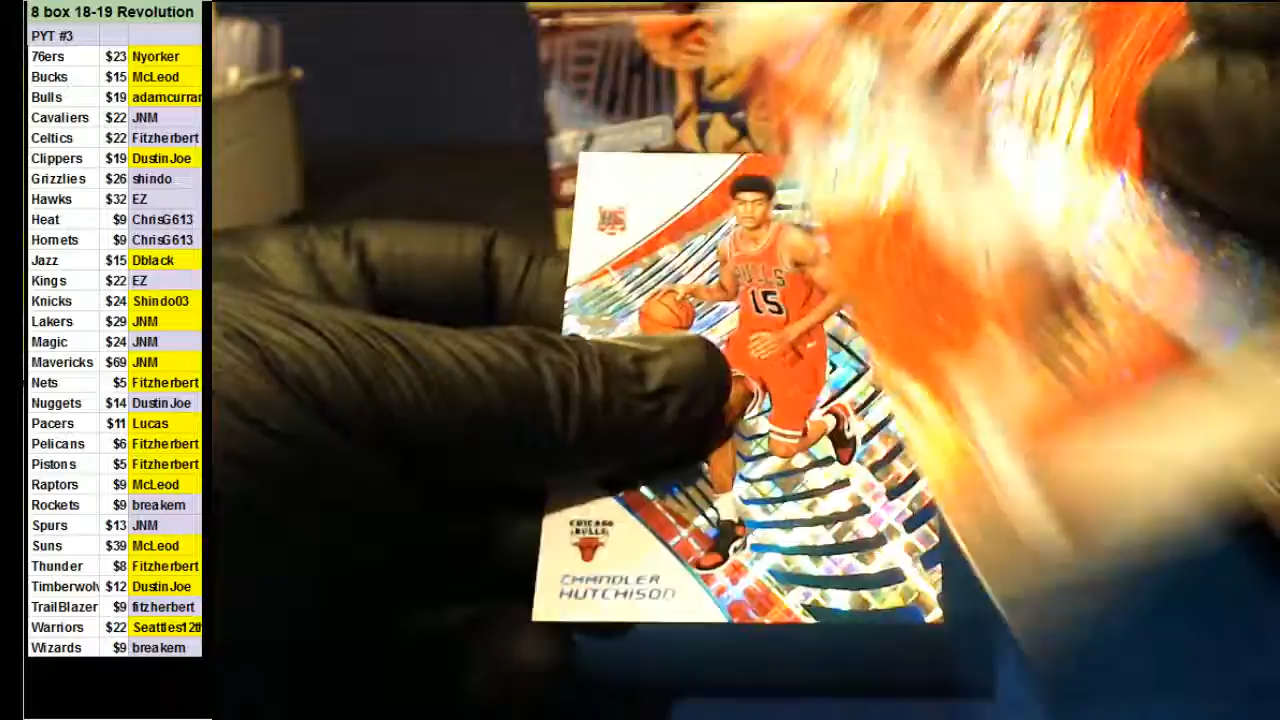 8 box 18-19 Revolution
PYT #3
76ers $23 Nyorker
Bucks $15 McLeod
Bulls $19 adamcurran
Cavaliers $22 JNM
Celtics $22 Fitzherbert
Clippers $19 DustinJoe
Grizzlies $26 shindo
Hawks $32 EZ
Heat $9 ChrisG613
Hornets $9 ChrisG613
Jazz $15 Dblack
Kings $22 EZ
Knicks $24 Shindo03
Lakers $29 JNM
Magic $24 JNM
Mavericks $69 JNM
Nets $5 Fitzherbert
Nuggets $14 DustinJoe
Pacers $11 Lucas
Pelicans $6 Fitzherbert
Pistons $5 Fitzherbert
Raptors $9 McLeod
Rockets $9 breakem
Spurs $13 JNM
Suns $39 McLeod
Thunder $8 Fitzherbert
Timberwolv $12 DustinJoe
TrailBlazer $9 fitzherbert
Warriors $22 Seattles12th
Wizards $9 breakem
BULLS
15
CHICAGO
BULLS
CHANDLER
HUTCHISON